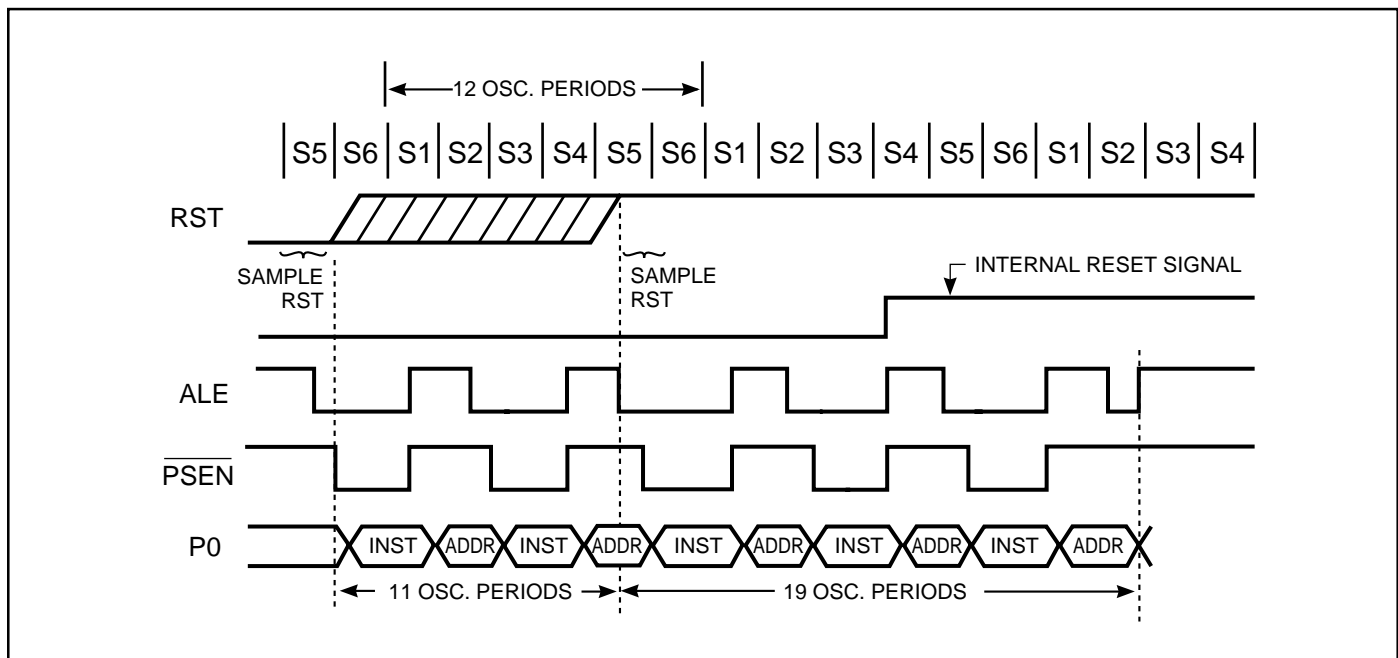 12 OSC. PERIODS
S5 S6 S1 S2 S3 S4 S5 S6 S1 S2 S3 S4 S5 S6 S1 S2 S3 S4
RST
SAMPLE
RST
SAMPLE
RST
INTERNAL RESET SIGNAL
ALE
PSEN
P0
INST ADDR INST ADDR INST ADDR INST ADDR INST ADDR
11 OSC. PERIODS
19 OSC. PERIODS